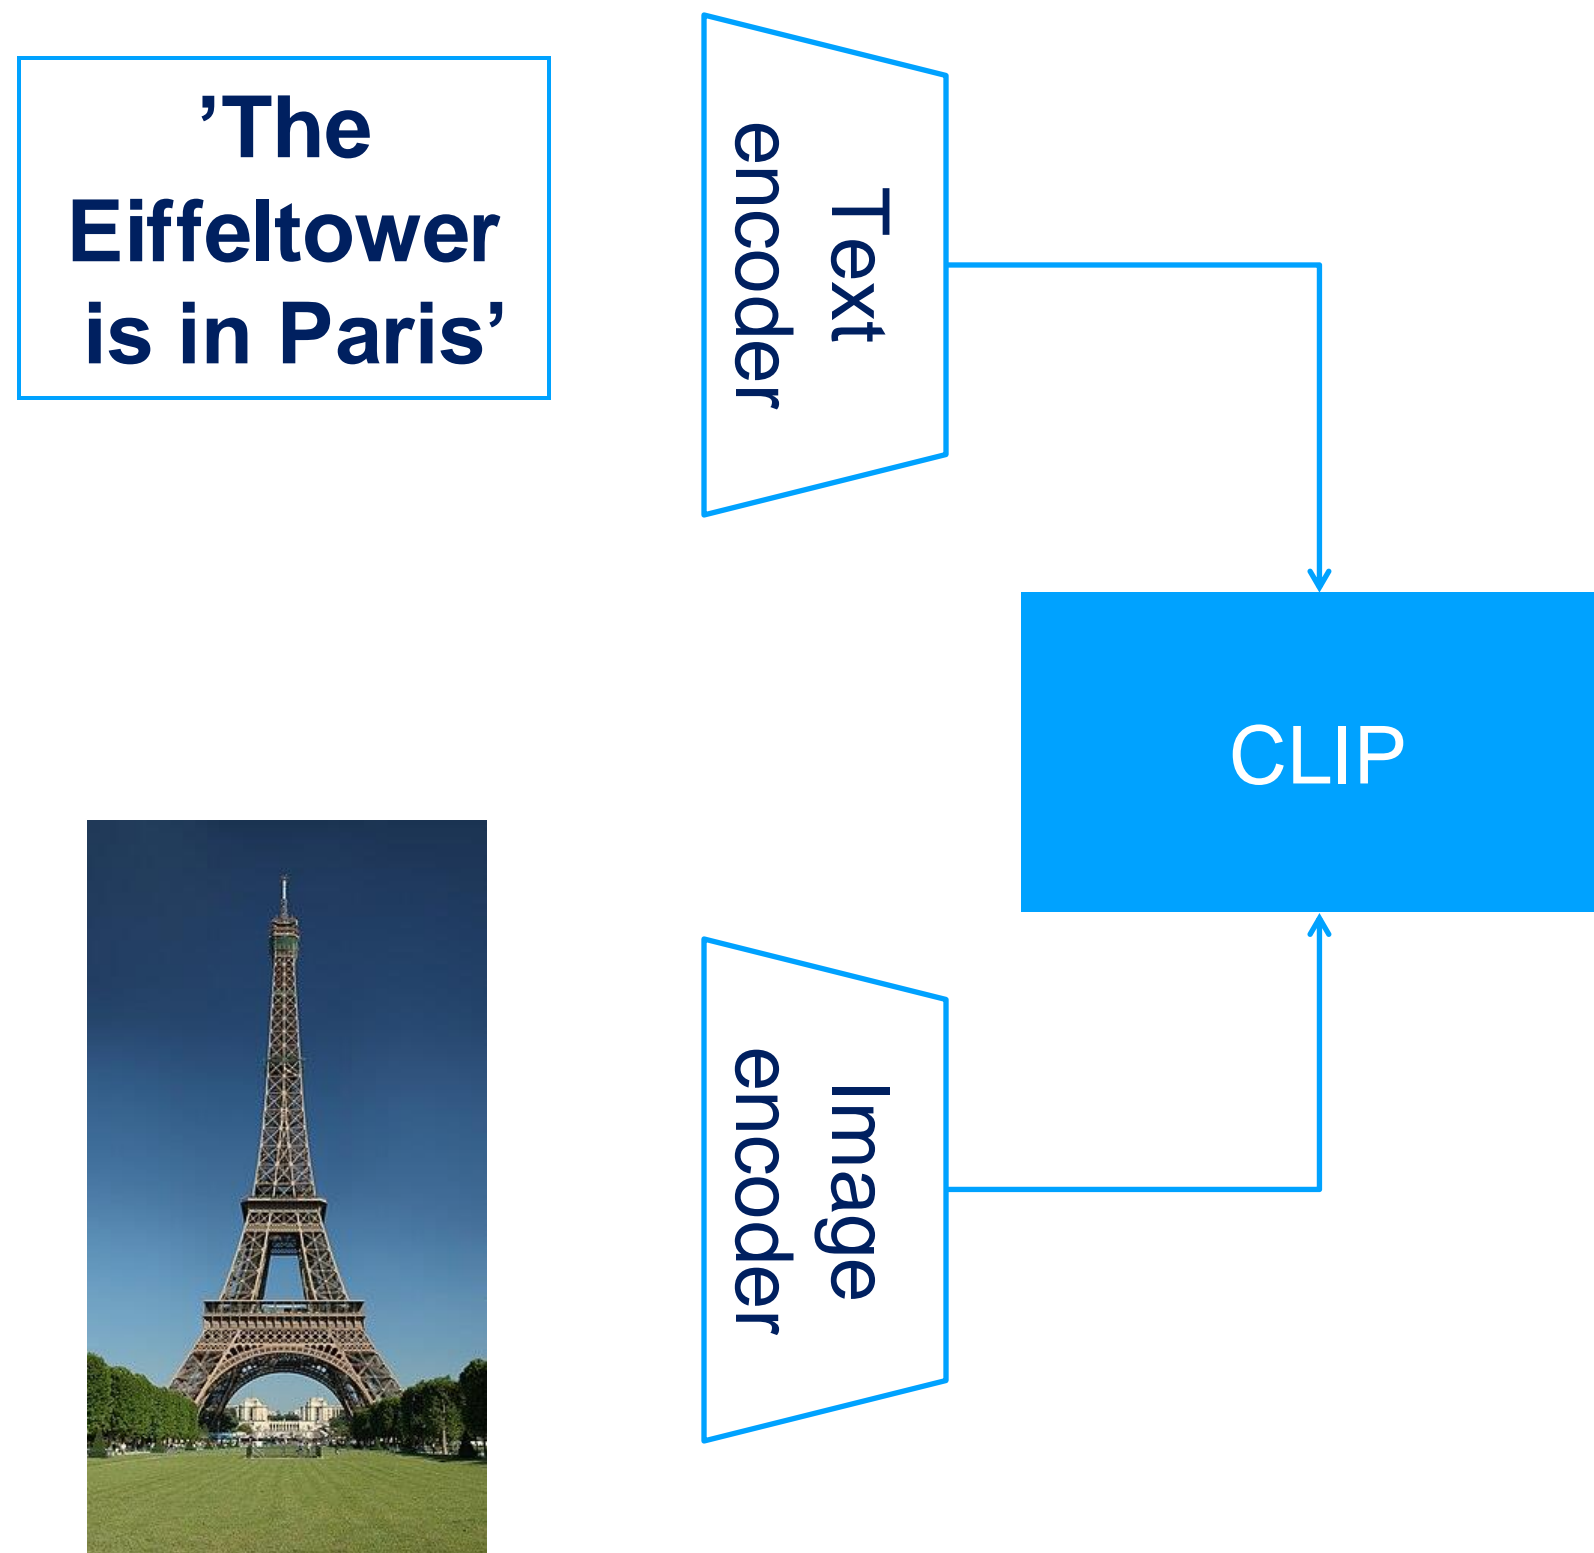 ’The
Eiffeltower
is in Paris’
Text
encoder
CLIP
Image
encoder